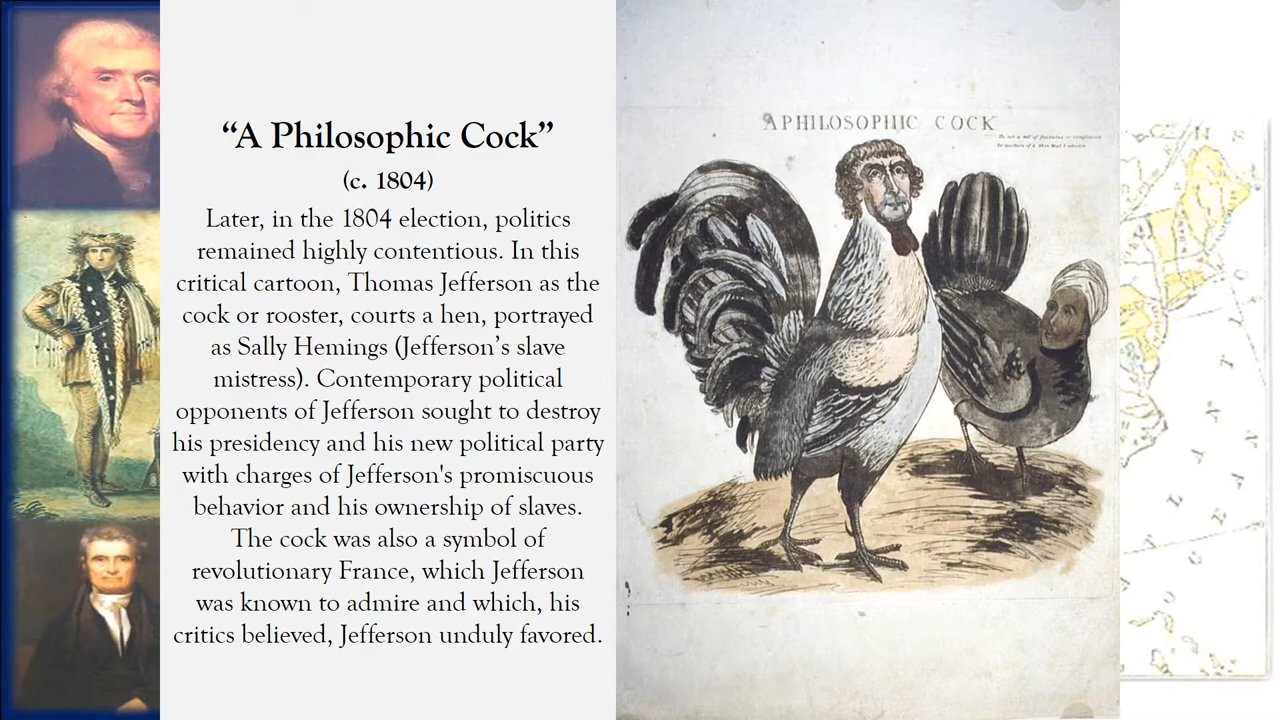 “A Philosophic Cock”
(c. 1804)
Later, in the 1804 election, politics
remained highly contentious. In this
critical cartoon, Thomas Jefferson as the
cock or rooster, courts a hen, portrayed
as Sally Hemings (Jefferson’s slave
mistress). Contemporary political
opponents of Jefferson sought to destroy
his presidency and his new political party
with charges of Jefferson's promiscuous
behavior and his ownership of slaves.
The cock was also a symbol of
revolutionary France, which Jefferson
was known to admire and which, his
critics believed, Jefferson unduly favored.
A PHILOSOPHIC COCK